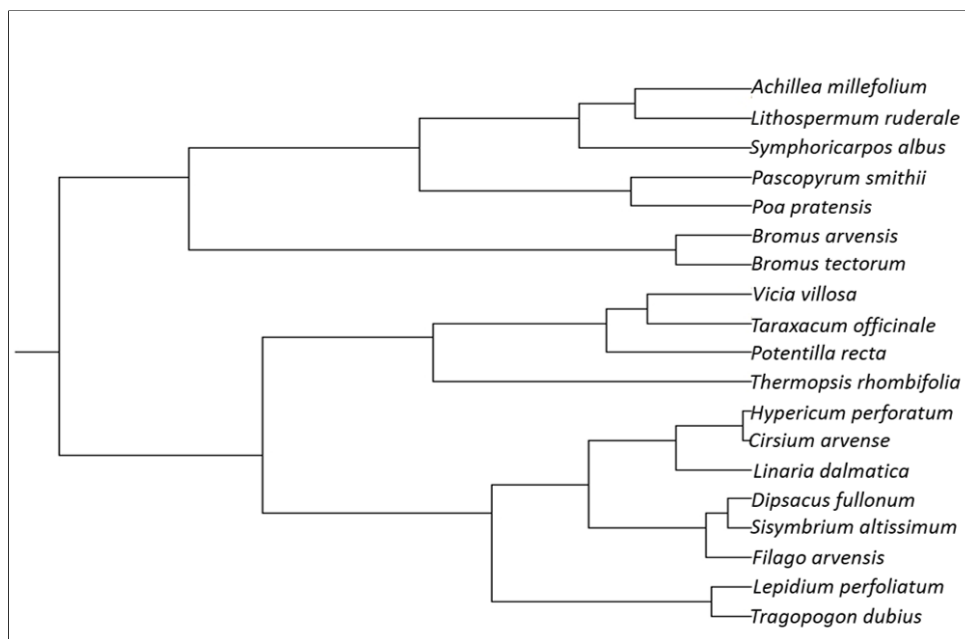 Achillea millefolium
Lithospermum ruderale
Symphoricarpos albus
Pascopyrum smithii
Poa pratensis
Bromus arvensis
Bromus tectorum
Vicia villosa
Taraxacum officinale
Potentilla recta
Thermopsis rhombifolia
Hypericum perforatum
Cirsium arvense
Linaria dalmatica
Dipsacus fullonum
Sisymbrium altissimum
Filago arvensis
Lepidium perfoliatum
Tragopogon dubius